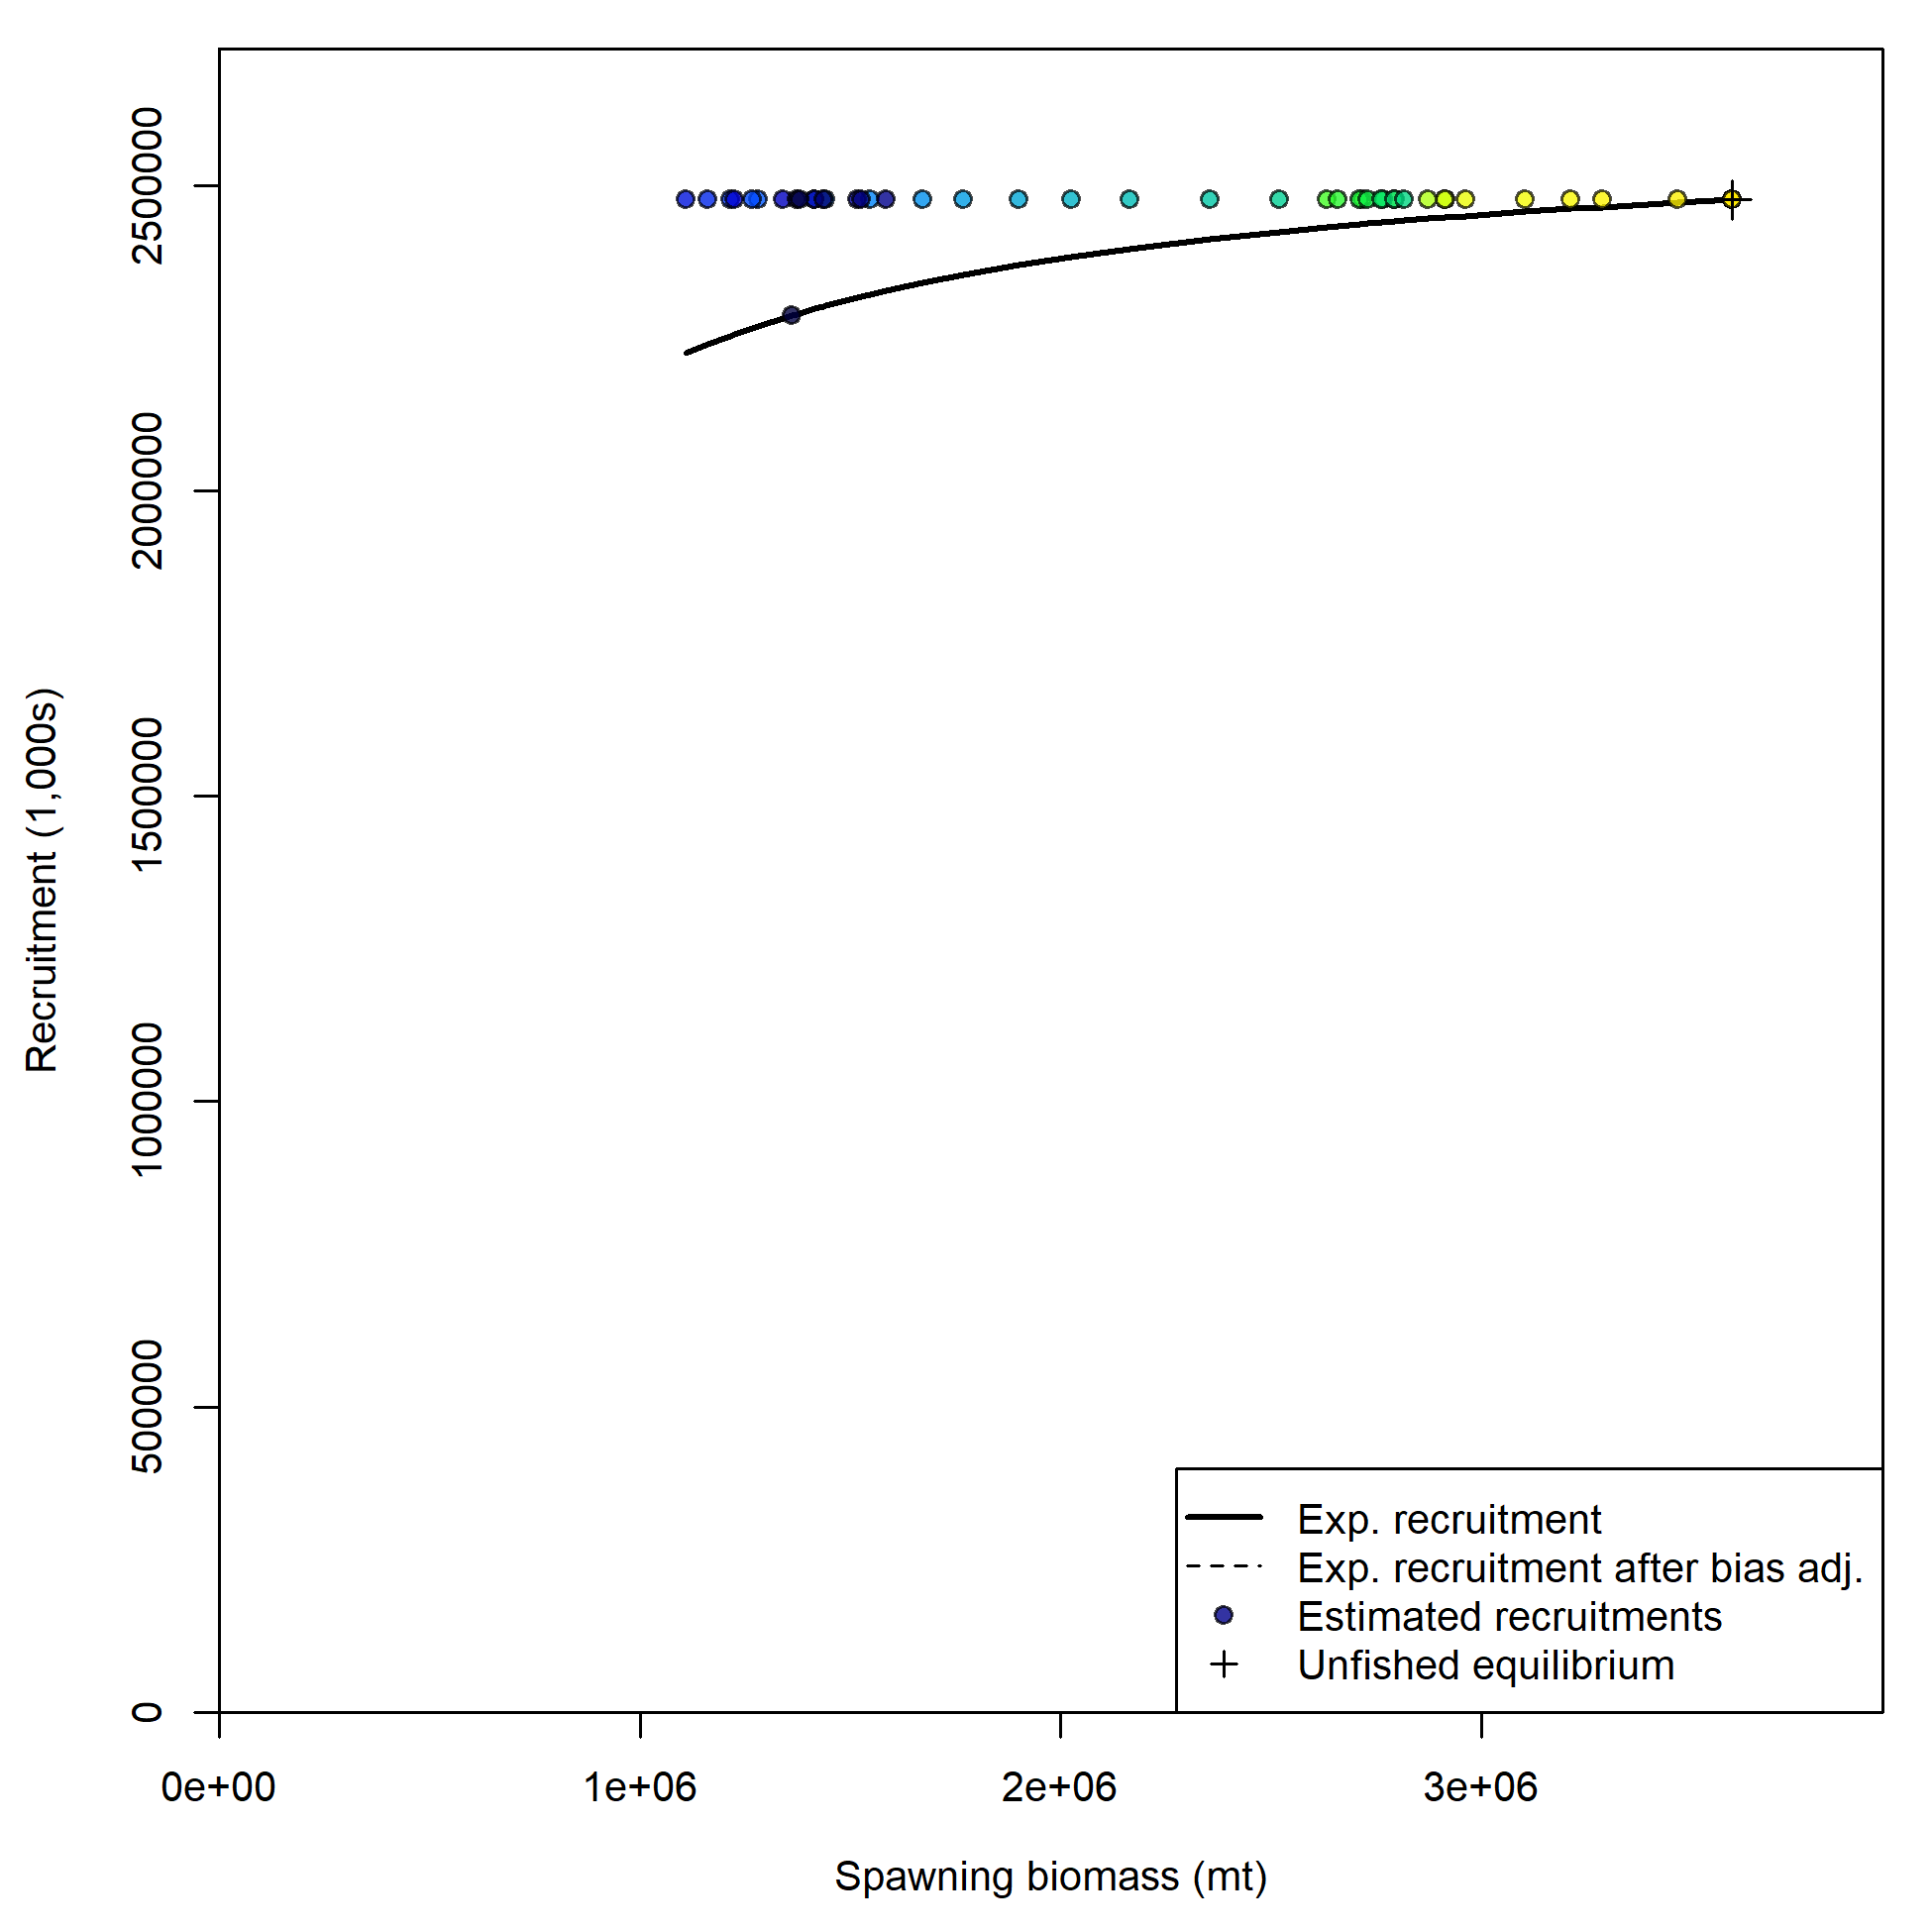 Recruitment (1,000s)
2500000
2000000
1500000
1000000
500000
0
0e+00
1e+06
2e+06
3e+06
Spawning biomass (mt)
Exp. recruitment
Exp. recruitment after bias adj.
Estimated recruitments
Unfished equilibrium